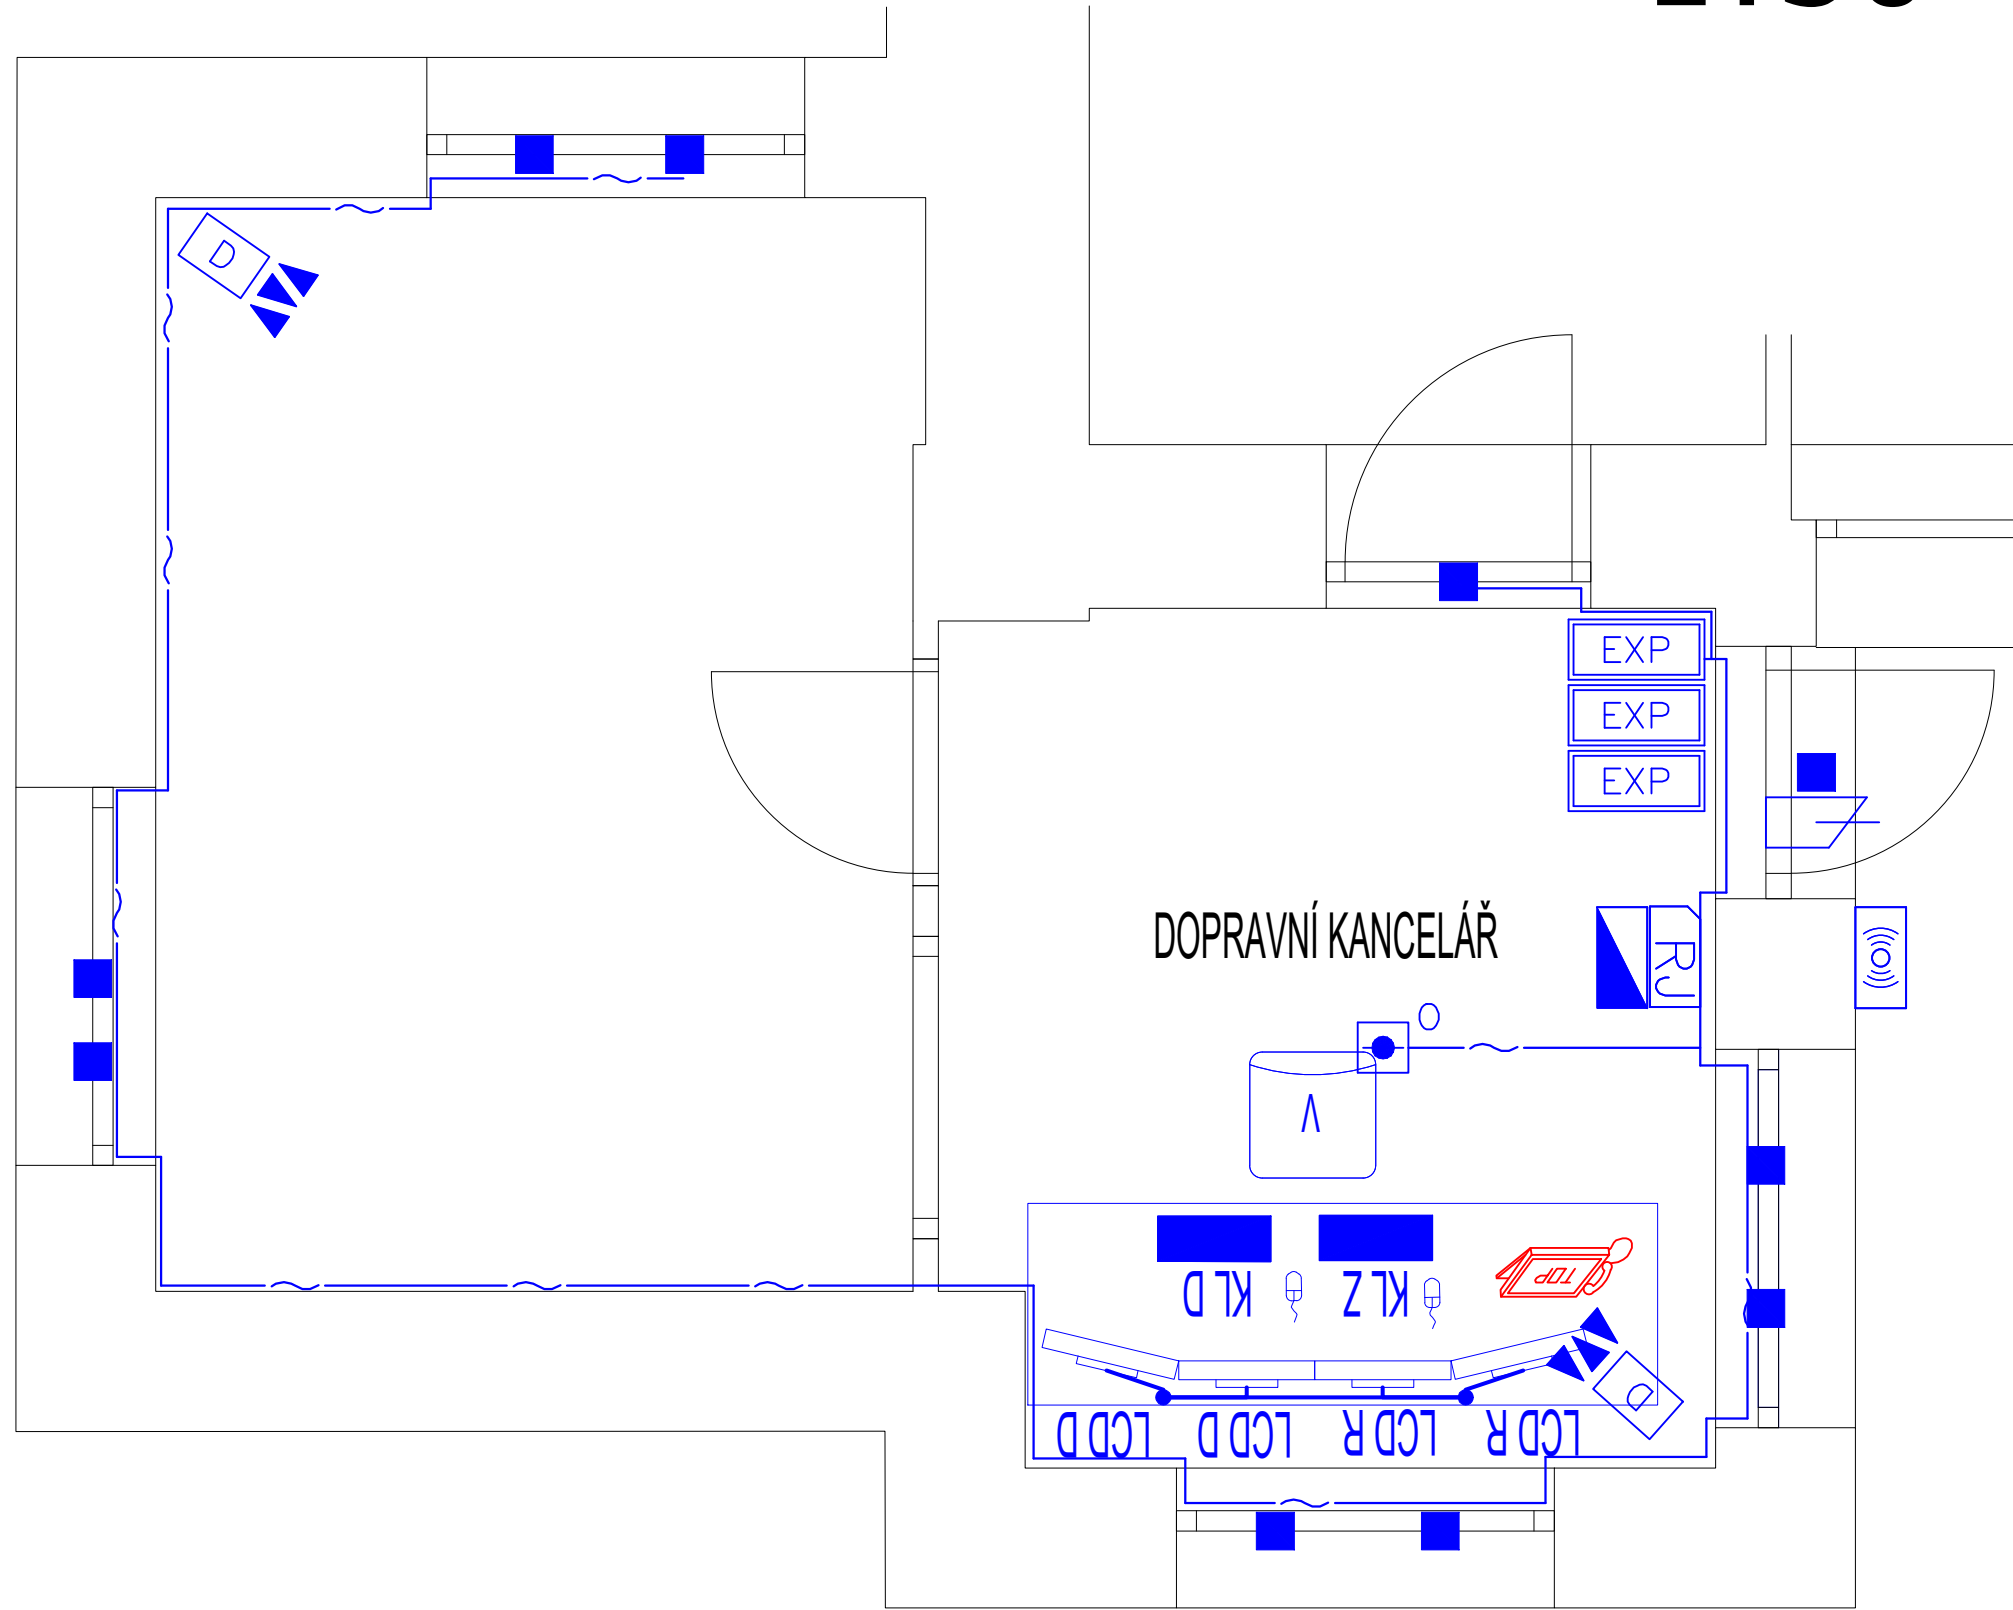 D
EXP
EXP
EXP
DOPRAVNÍ KANCELÁŘ
RJ
O
V
KL D
KL Z
TOP
D
LCD D
LCD D
LCD R
LCD R